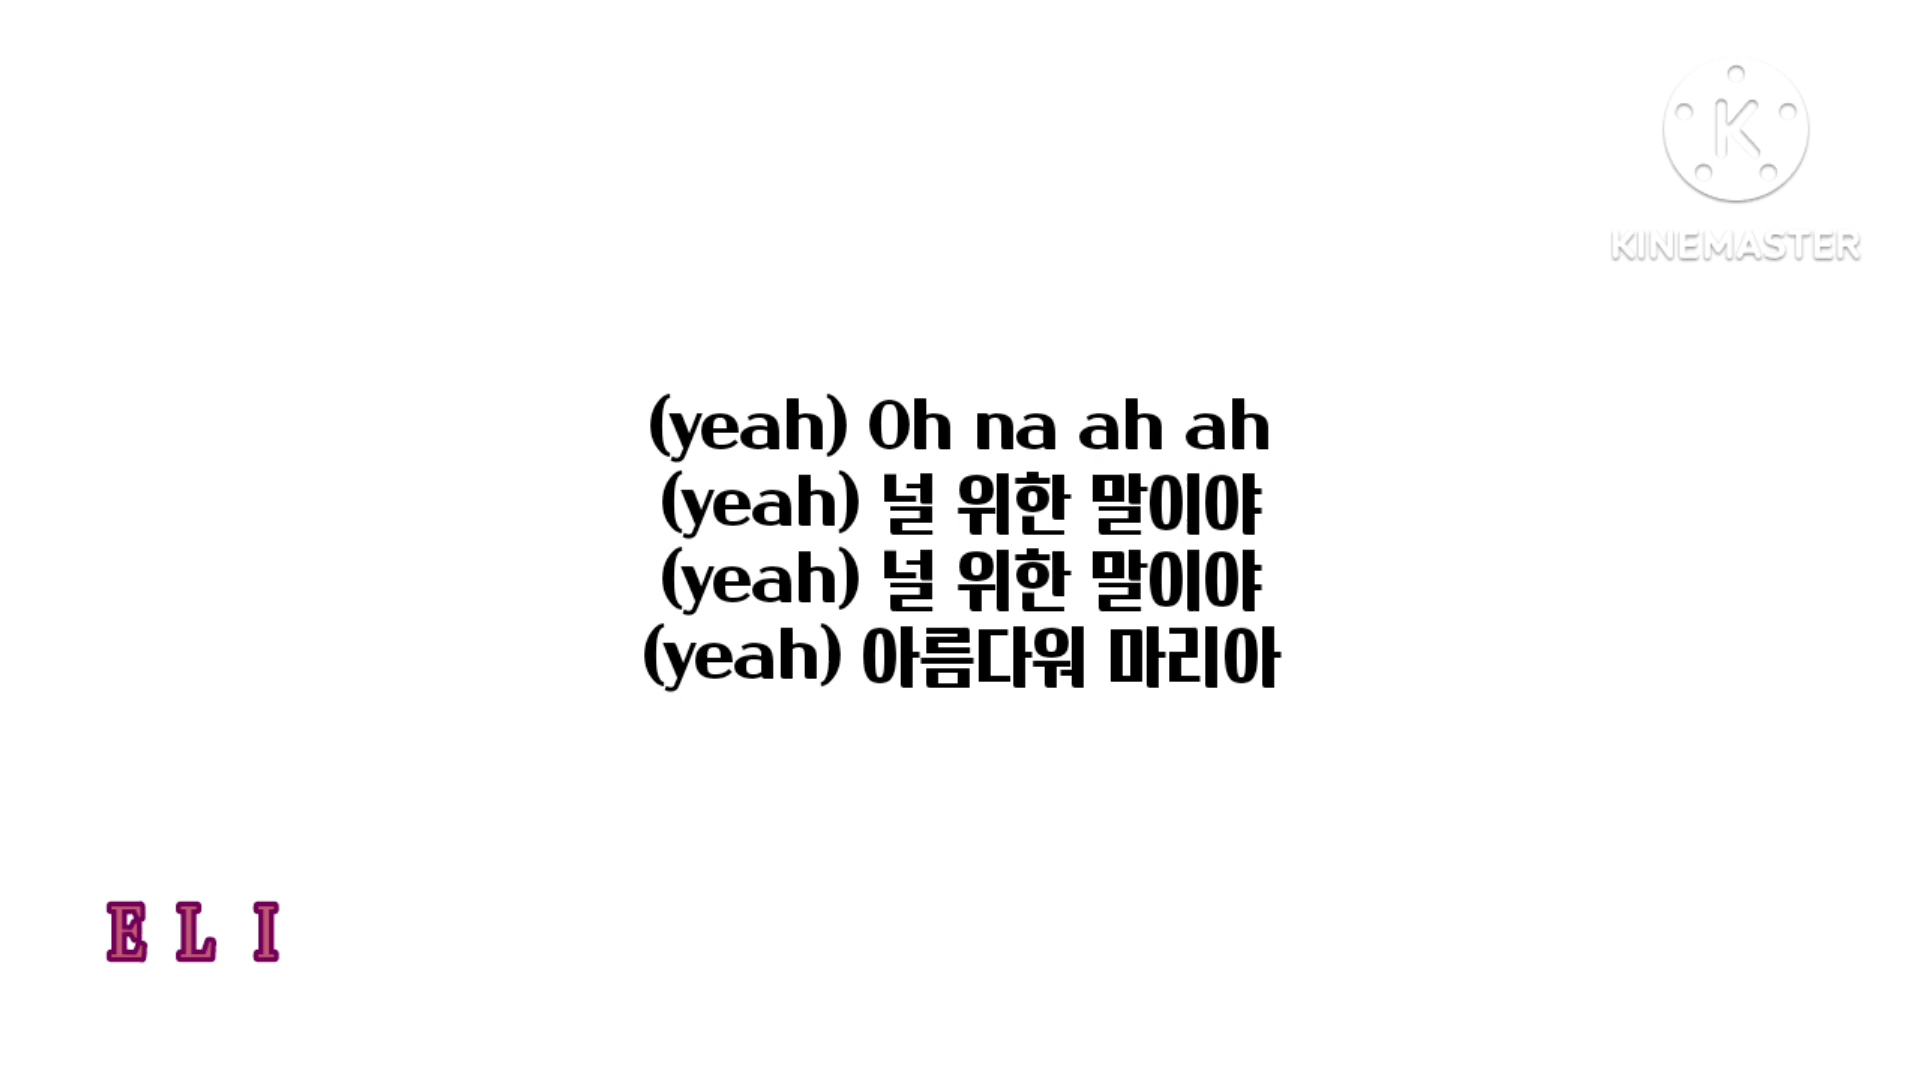 KINEMASTER
(yeah) Oh na ah ah
(yeah) 널 위한 말이야
(yeah) 널 위한 말이야
(yeah) 아름다워 마리아
E L I